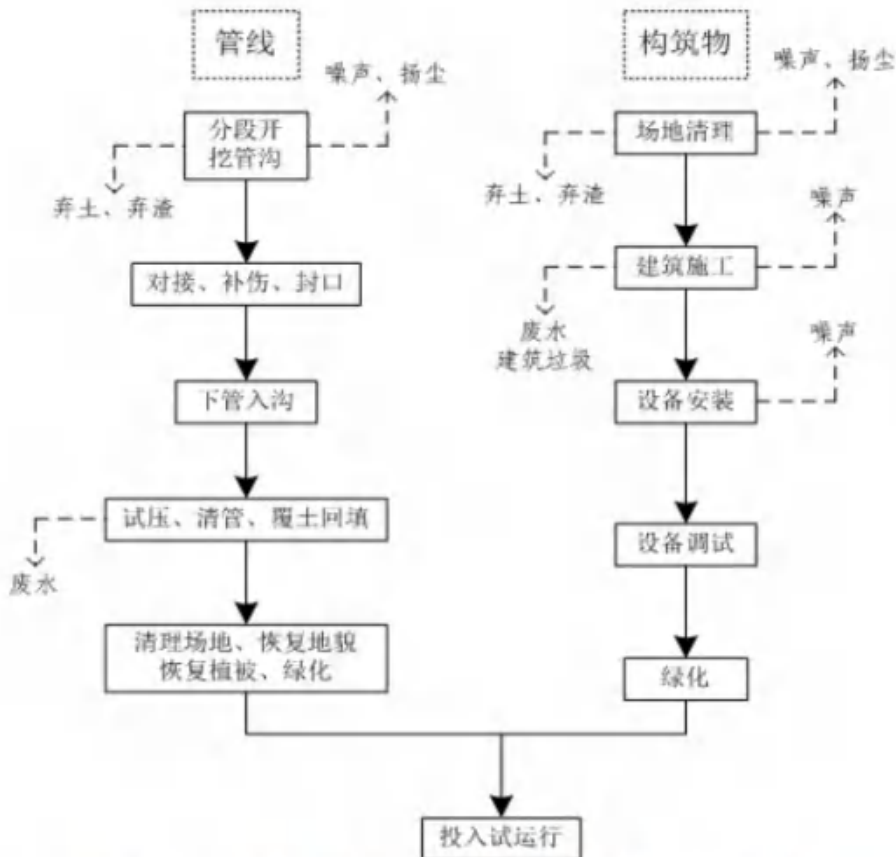 管线
构筑物
噪声、扬尘
噪声、扬尘
分段开
挖管沟
场地清理
弃土、弃渣
弃土、弃渣
噪声
对接、补伤、封口
建筑施工
废水
建筑垃圾
噪声
下管入沟
设备安装
试压、清管、覆土回填
设备调试
废水
清理场地、恢复地貌
恢复植被、绿化
绿化
投入试运行